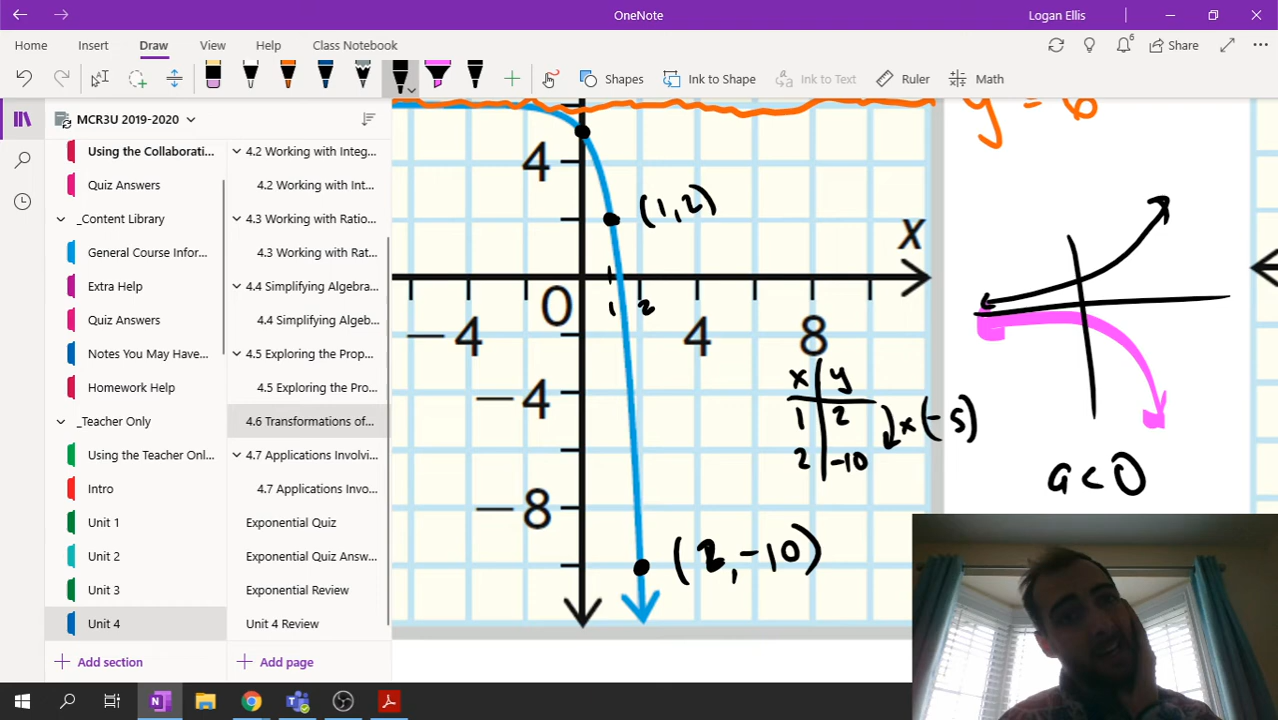 OneNote
Logan Ellis
Home Insert Draw View Help Class Notebook
6
Share
Shapes
Ink to Shape
Ink to Text
Ruler
Math
MCR3U 2019-2020
Using the Collaborati...
Quiz Answers
_Content Library
General Course Infor...
Extra Help
Quiz Answers
Notes You May Have...
Homework Help
_Teacher Only
Using the Teacher Onl...
Intro
Unit 1
Unit 2
Unit 3
Unit 4
Add section
4.2 Working with Integ...
4.2 Working with Int...
4.3 Working with Ratio...
4.3 Working with Rat...
4.4 Simplifying Algebra...
4.4 Simplifying Algeb...
4.5 Exploring the Prop...
4.5 Exploring the Pro...
4.6 Transformations of...
4.7 Applications Involvi...
4.7 Applications Invo...
Exponential Quiz
Exponential Quiz Answ...
Exponential Review
Unit 4 Review
Add page
y = 6
4
(1,2)
x
0
1 2
-4 4 8
-4
-8
x y
1 2
2 -10
x(-5)
(2,-10)
a<0